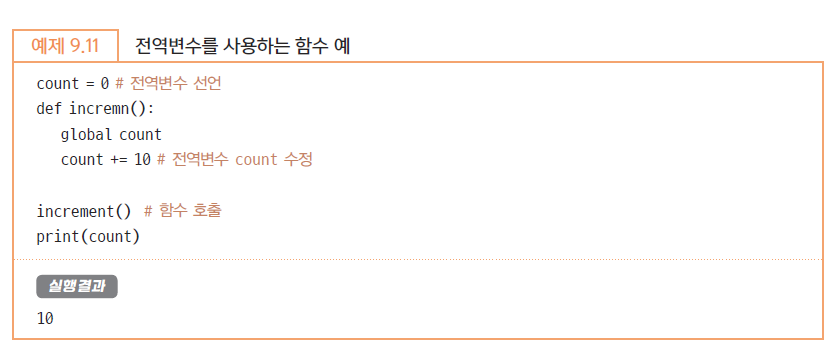 예제 9.11 전역변수를 사용하는 함수 예
count = 0 # 전역변수 선언
def incremn():
global count
count += 10 # 전역변수 count 수정
increment() # 함수 호출
print(count)
실행결과
10